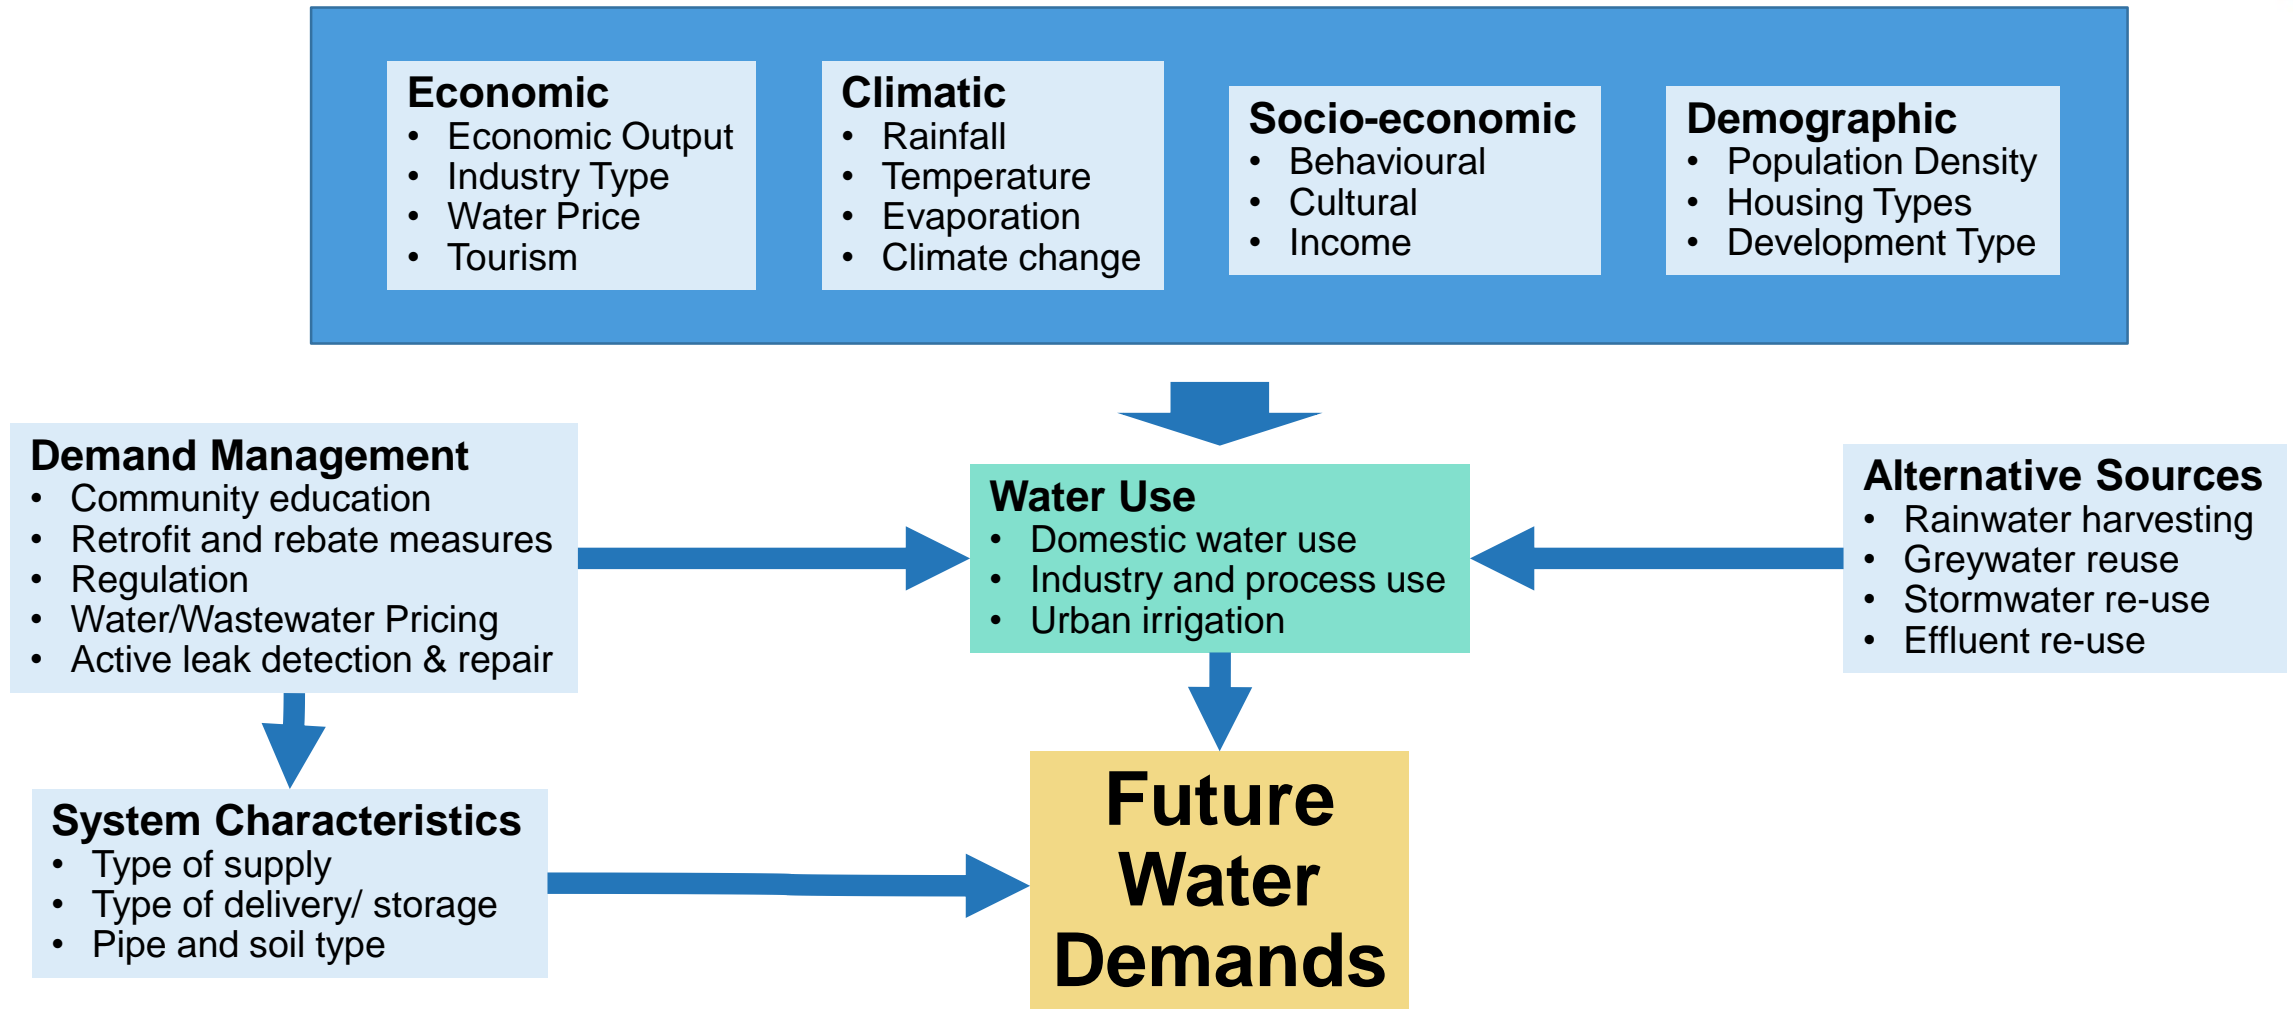 Economic
• Economic Output
• Industry Type
• Water Price
• Tourism
Climatic
• Rainfall
• Temperature
• Evaporation
• Climate change
Socio-economic
• Behavioural
• Cultural
• Income
Demographic
• Population Density
• Housing Types
• Development Type
Demand Management
• Community education
• Retrofit and rebate measures
• Regulation
• Water/Wastewater Pricing
• Active leak detection & repair
Water Use
• Domestic water use
• Industry and process use
• Urban irrigation
Alternative Sources
• Rainwater harvesting
• Greywater reuse
• Stormwater re-use
• Effluent re-use
System Characteristics
• Type of supply
• Type of delivery/ storage
• Pipe and soil type
Future
Water
Demands